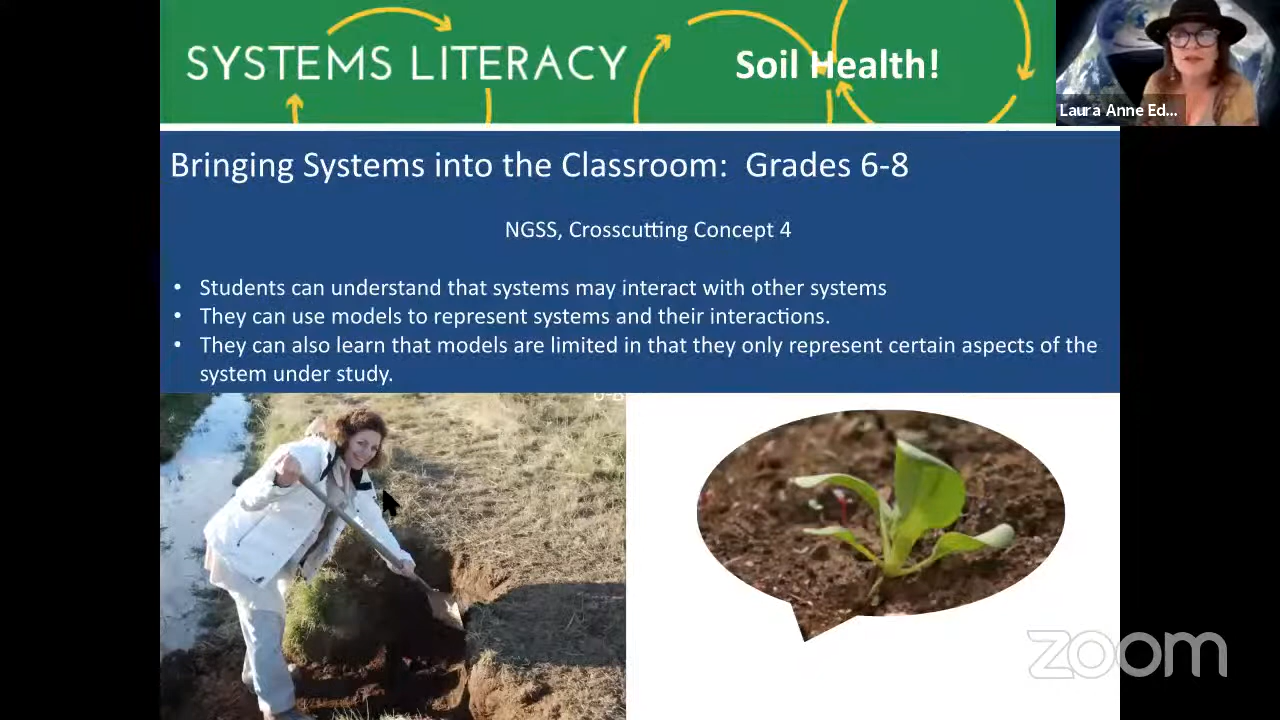 SYSTEMS LITERACY
Soil Health!
Laura Anne Ed...
Bringing Systems into the Classroom:  Grades 6-8
NGSS, Crosscutting Concept 4
• Students can understand that systems may interact with other systems
• They can use models to represent systems and their interactions.
• They can also learn that models are limited in that they only represent certain aspects of the
system under study.
zoom